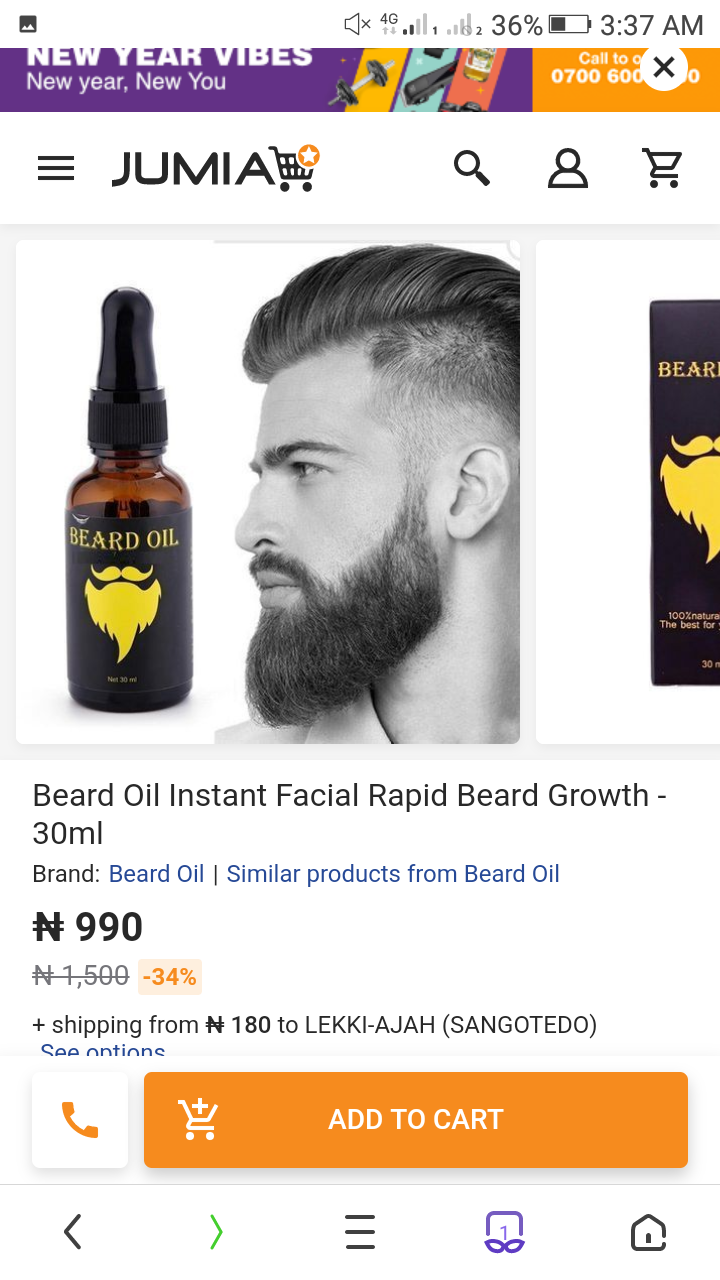 4G 1 2 36% 3:37 AM
NEW YEAR VIBES
New year, New You
Call to
0700 600
JUMIA
BEARD OIL
Net 30 ml
BEAR
100%natura
The best for
30 m
Beard Oil Instant Facial Rapid Beard Growth -
30ml
Brand: Beard Oil | Similar products from Beard Oil
₦ 990
₦ 1,500 -34%
+ shipping from ₦ 180 to LEKKI-AJAH (SANGOTEDO)
See options
ADD TO CART
1